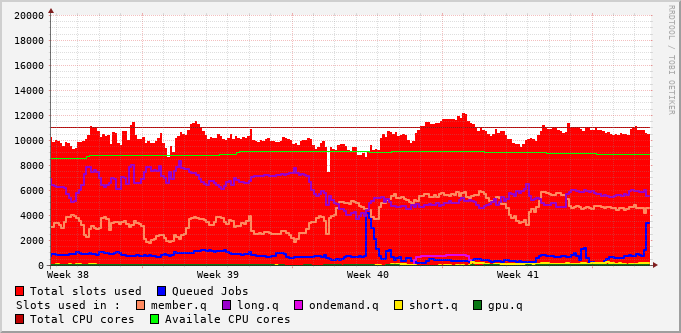 RRDTOOL / TOBI OETIKER
20000
18000
16000
14000
12000
10000
8000
6000
4000
2000
0
Week 38 Week 39 Week 40 Week 41
Total slots used Queued Jobs
Slots used in : member.q long.q ondemand.q short.q gpu.q
Total CPU cores Availale CPU cores